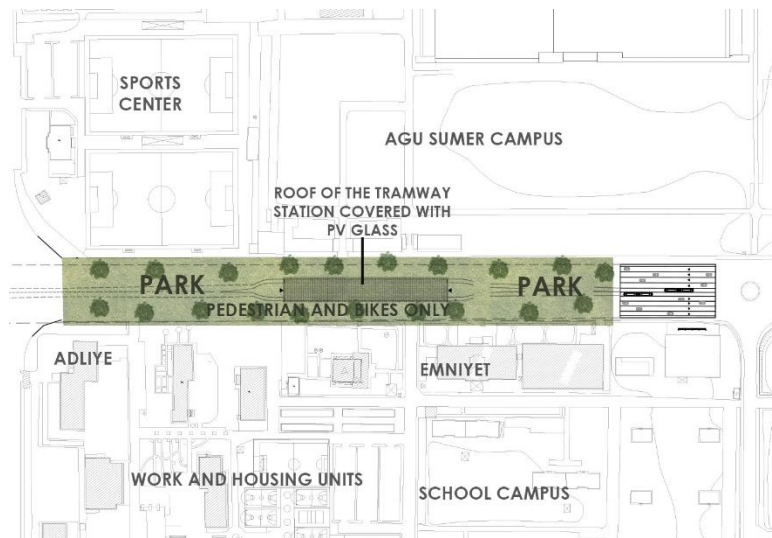 SPORTS
CENTER
AGU SUMER CAMPUS
ROOF OF THE TRAMWAY
STATION COVERED WITH
PV GLASS
PARK
PARK
PEDESTRIAN AND BIKES ONLY
ADLIYE
EMNIYET
WORK AND HOUSING UNITS
SCHOOL CAMPUS